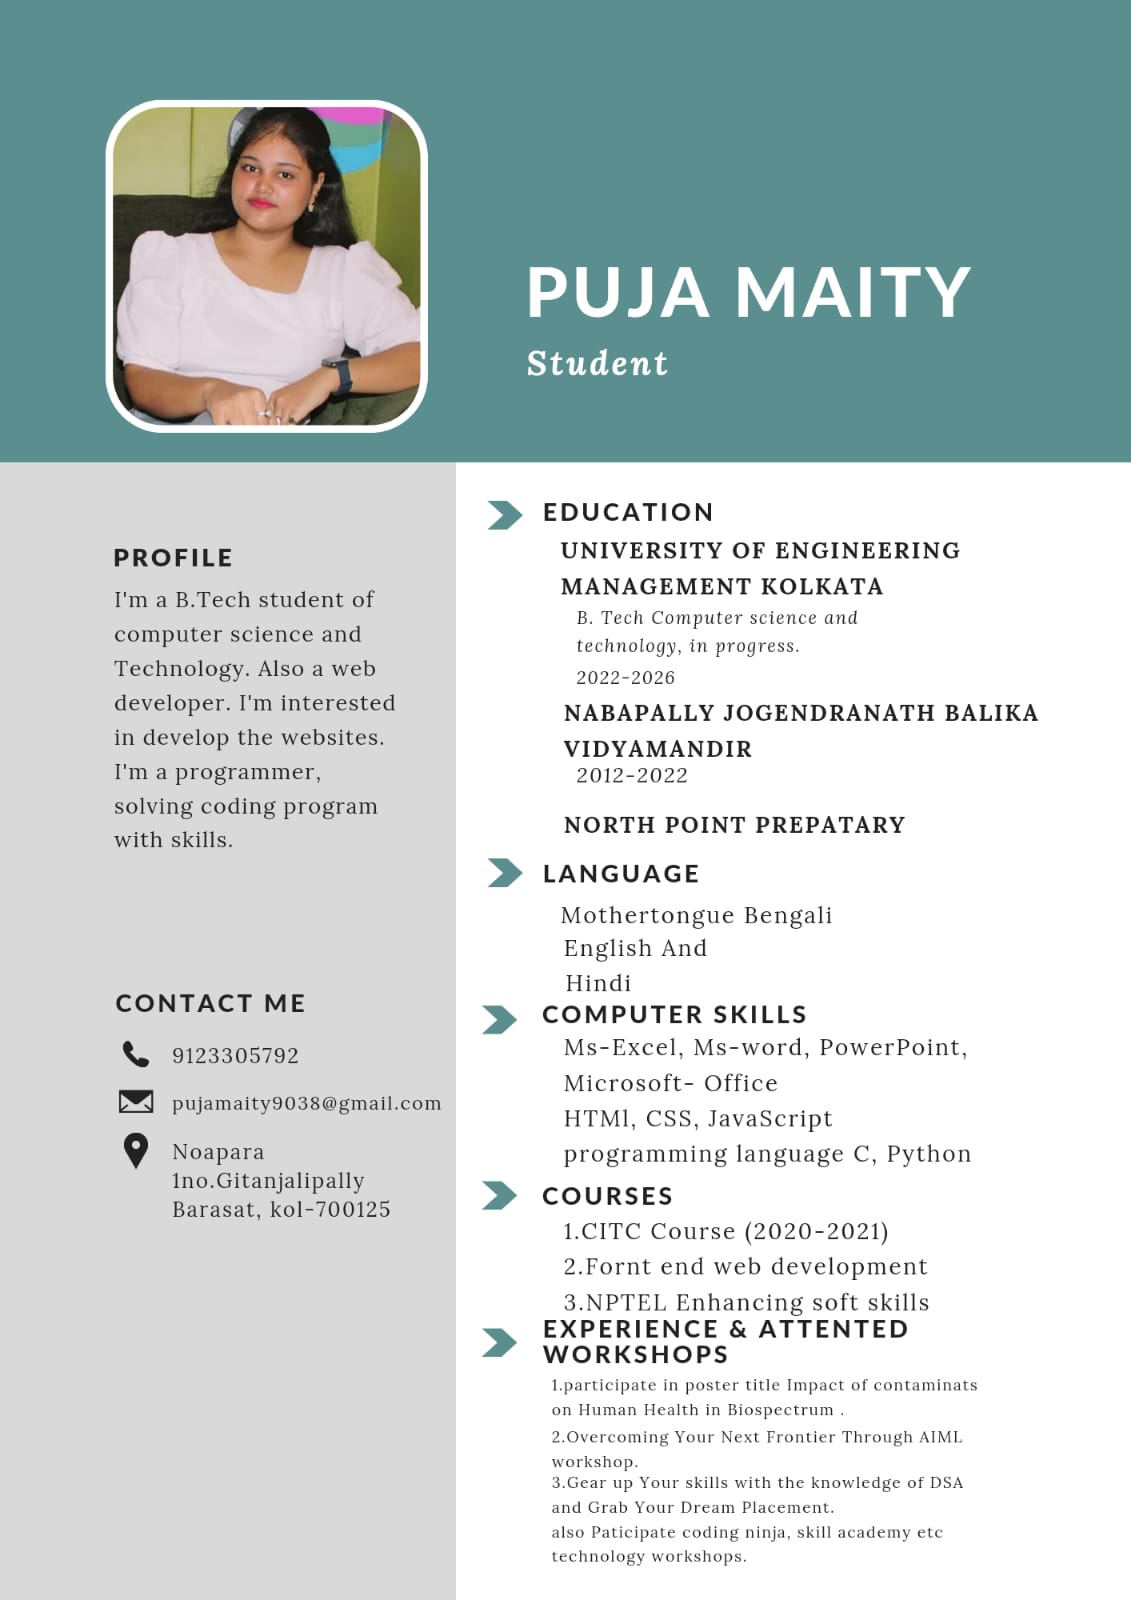 PUJA MAITY
Student
PROFILE
I'm a B.Tech student of
computer science and
Technology. Also a web
developer. I'm interested
in develop the websites.
I'm a programmer,
solving coding program
with skills.
CONTACT ME
9123305792
pujamaity9038@gmail.com
Noapara
1no.Gitanjalipally
Barasat, kol-700125
EDUCATION
UNIVERSITY OF ENGINEERING
MANAGEMENT KOLKATA
B. Tech Computer science and
technology, in progress.
2022-2026
NABAPALLY JOGENDRANATH BALIKA
VIDYAMANDIR
2012-2022
NORTH POINT PREPATARY
LANGUAGE
Mothertongue Bengali
English And
Hindi
COMPUTER SKILLS
Ms-Excel, Ms-word, PowerPoint,
Microsoft- Office
HTMl, CSS, JavaScript
programming language C, Python
COURSES
1.CITC Course (2020-2021)
2.Fornt end web development
3.NPTEL Enhancing soft skills
EXPERIENCE & ATTENTED
WORKSHOPS
1.participate in poster title Impact of contaminats
on Human Health in Biospectrum .
2.Overcoming Your Next Frontier Through AIML
workshop.
3.Gear up Your skills with the knowledge of DSA
and Grab Your Dream Placement.
also Paticipate coding ninja, skill academy etc
technology workshops.